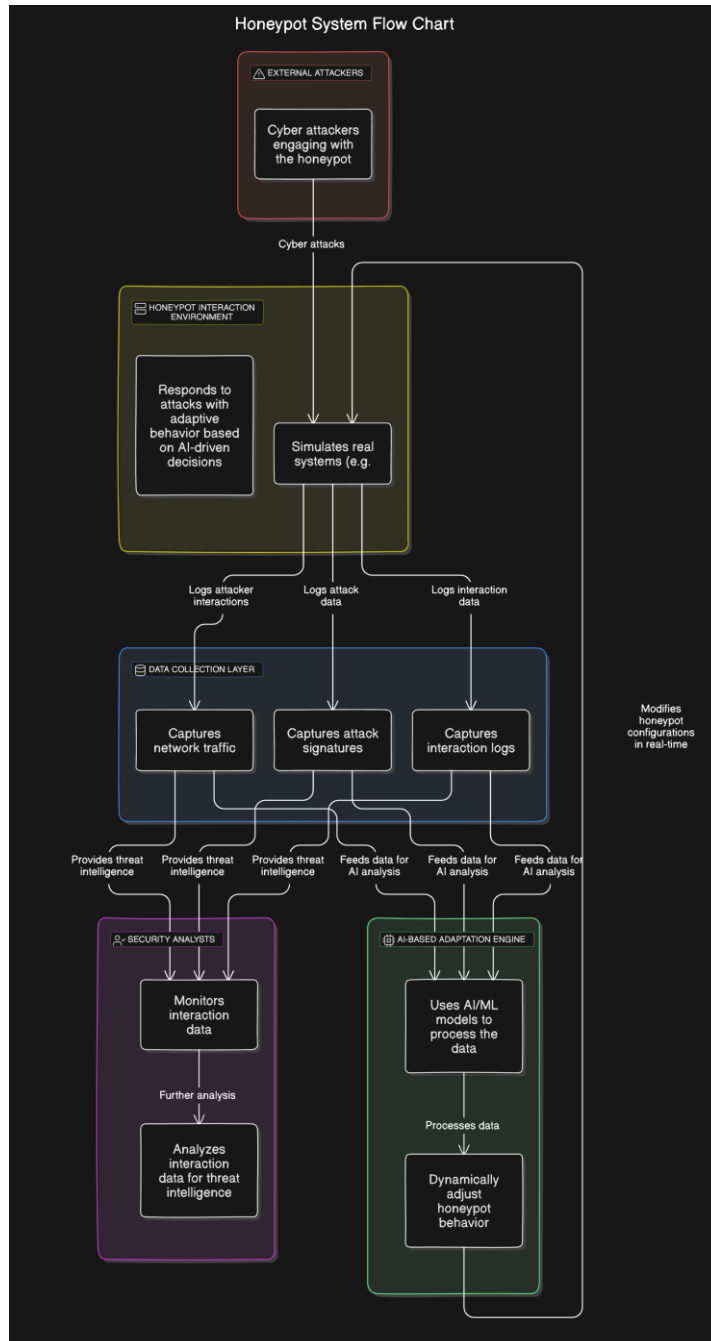 Honeypot System Flow Chart
EXTERNAL ATTACKERS
Cyber attackers
engaging with
the honeypot
Cyber attacks
HONEYPOT INTERACTION
ENVIRONMENT
Responds to
attacks with
adaptive
behavior based
on AI-driven
decisions
Simulates real
systems (e.g.
Logs attacker
interactions
Logs attack
data
Logs interaction
data
DATA COLLECTION LAYER
Captures
network traffic
Captures attack
signatures
Captures
interaction logs
Modifies
honeypot
configurations
in real-time
Provides threat
intelligence
Provides threat
intelligence
Provides threat
intelligence
Feeds data for
AI analysis
Feeds data for
AI analysis
Feeds data for
AI analysis
SECURITY ANALYSTS
Monitors
interaction
data
Further analysis
Analyzes
interaction
data for threat
intelligence
AI-BASED ADAPTATION ENGINE
Uses AI/ML
models to
process the
data
Processes data
Dynamically
adjust
honeypot
behavior